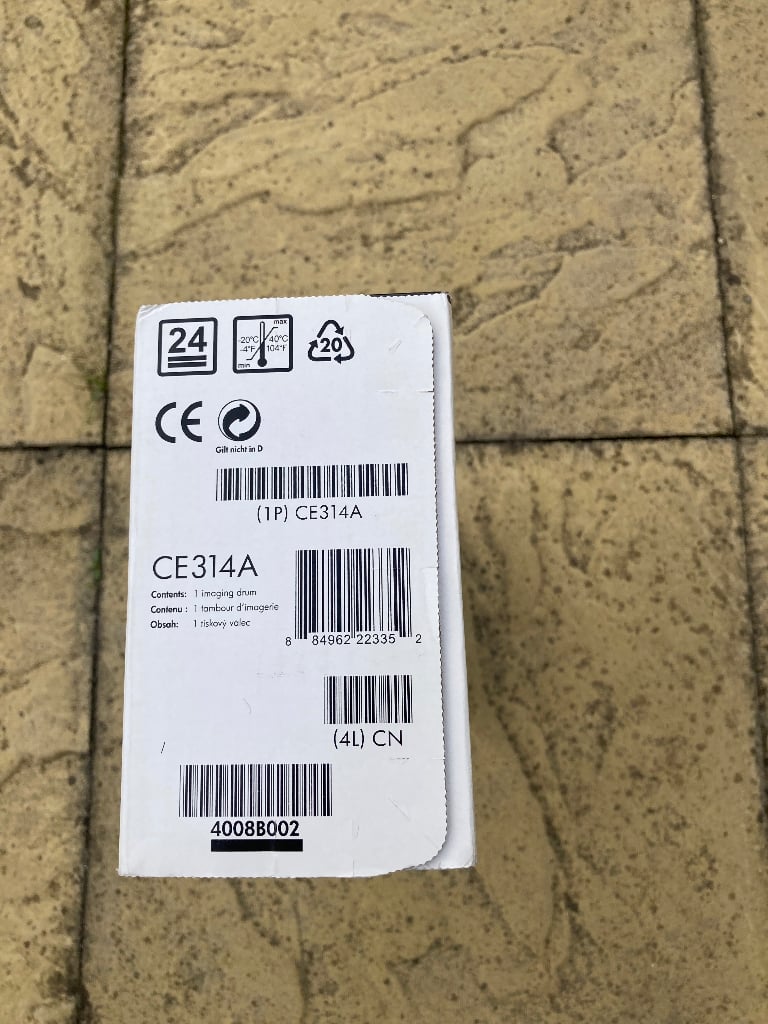 24
max
-20°C 40°C
-4°F 104°F
min
20
CE
Gilt nicht in D
(1P) CE314A
CE314A
Contents: 1 imaging drum
Contenu : 1 tambour d'imagerie
Obsah: 1 tiskový válec
8 84962 22335 2
(4L) CN
4008B002